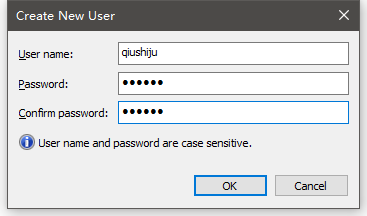 Create New User
User name: qiushiju
Password: ●●●●●●
Confirm password: ●●●●●●
User name and password are case sensitive.
OK Cancel